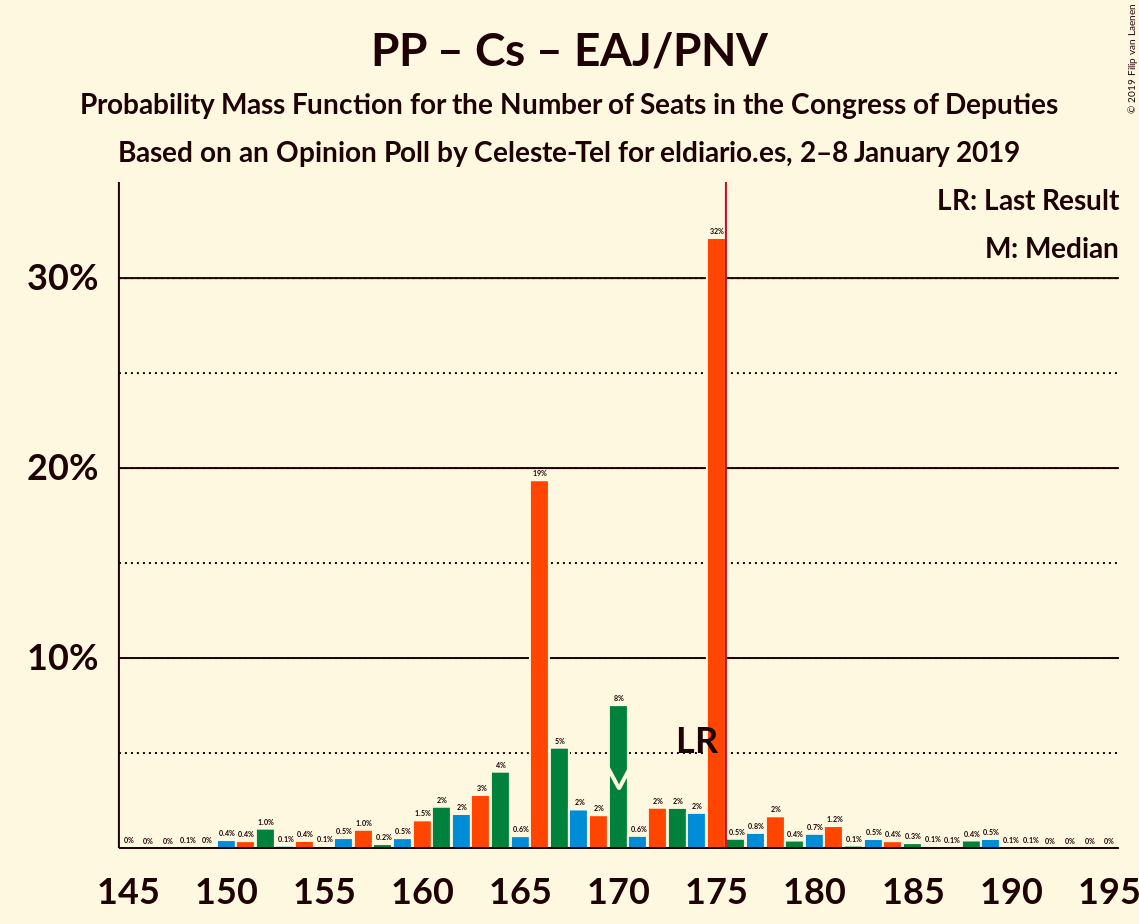 PP – Cs – EAJ/PNV
Probability Mass Function for the Number of Seats in the Congress of Deputies
Based on an Opinion Poll by Celeste-Tel for eldiario.es, 2–8 January 2019
© 2019 Filip van Laenen
LR: Last Result
M: Median
30%
20%
10%
0% 0% 0% 0.1% 0% 0.4% 0.4% 1.0% 0.1% 0.4% 0.1% 0.5% 1.0% 0.2% 0.5% 1.5% 2% 2% 3% 4% 0.6% 19% 5% 2% 2% 8% 0.6% 2% 2% 2% 32% 0.5% 0.8% 2% 0.4% 0.7% 1.2% 0.1% 0.5% 0.4% 0.3% 0.1% 0.1% 0.4% 0.5% 0.1% 0.1% 0% 0% 0% 0%
LR
145 150 155 160 165 170 175 180 185 190 195